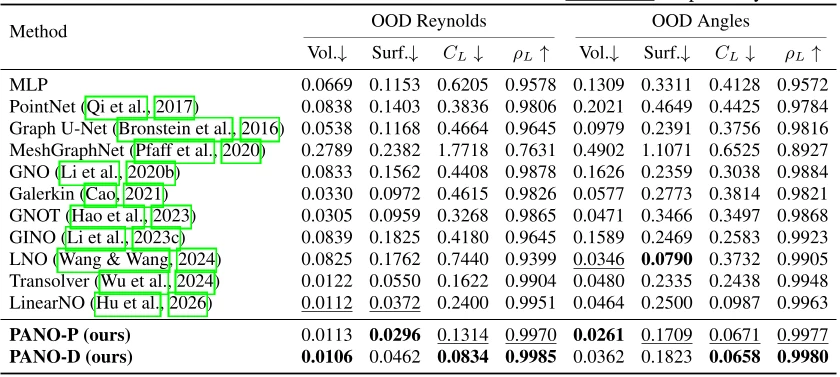 Method OOD Reynolds OOD Angles
Vol.↓ Surf.↓ C_L ↓ ρ_L ↑ Vol.↓ Surf.↓ C_L ↓ ρ_L ↑
MLP 0.0669 0.1153 0.6205 0.9578 0.1309 0.3311 0.4128 0.9572
PointNet (Qi et al., 2017) 0.0838 0.1403 0.3836 0.9806 0.2021 0.4649 0.4425 0.9784
Graph U-Net (Bronstein et al., 2016) 0.0538 0.1168 0.4664 0.9645 0.0979 0.2391 0.3756 0.9816
MeshGraphNet (Pfaff et al., 2020) 0.2789 0.2382 1.7718 0.7631 0.4902 1.1071 0.6525 0.8927
GNO (Li et al., 2020b) 0.0833 0.1562 0.4408 0.9878 0.1626 0.2359 0.3038 0.9884
Galerkin (Cao, 2021) 0.0330 0.0972 0.4615 0.9826 0.0577 0.2773 0.3814 0.9821
GNOT (Hao et al., 2023) 0.0305 0.0959 0.3268 0.9865 0.0471 0.3466 0.3497 0.9868
GINO (Li et al., 2023c) 0.0839 0.1825 0.4180 0.9645 0.1589 0.2469 0.2583 0.9923
LNO (Wang & Wang, 2024) 0.0825 0.1762 0.7440 0.9399 0.0346 0.0790 0.3732 0.9905
Transolver (Wu et al., 2024) 0.0122 0.0550 0.1622 0.9904 0.0480 0.2335 0.2438 0.9948
LinearNO (Hu et al., 2026) 0.0112 0.0372 0.2400 0.9951 0.0464 0.2500 0.0987 0.9963
PANO-P (ours) 0.0113 0.0296 0.1314 0.9970 0.0261 0.1709 0.0671 0.9977
PANO-D (ours) 0.0106 0.0462 0.0834 0.9985 0.0362 0.1823 0.0658 0.9980